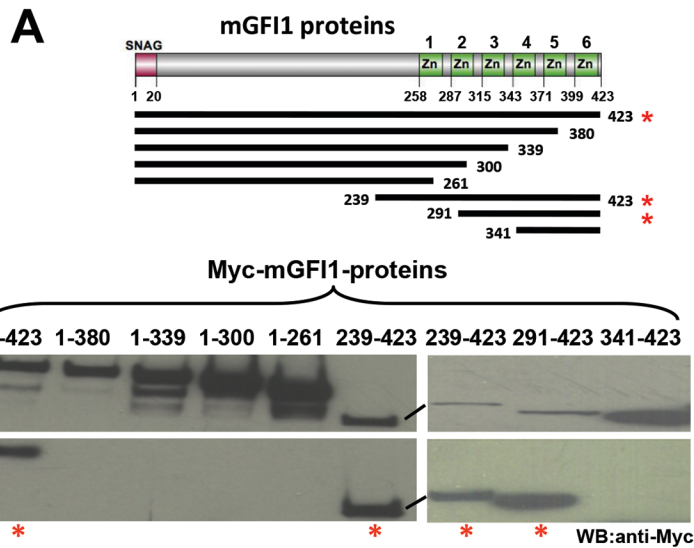 A
mGFI1 proteins
SNAG 1 2 3 4 5 6
Zn Zn Zn Zn Zn Zn
1 20 258 287 315 343 371 399 423
423 *
380
339
300
261
239 423 *
291 *
341
Myc-mGFI1-proteins
-423 1-380 1-339 1-300 1-261 239-423 239-423 291-423 341-423
* * * *
WB:anti-Myc